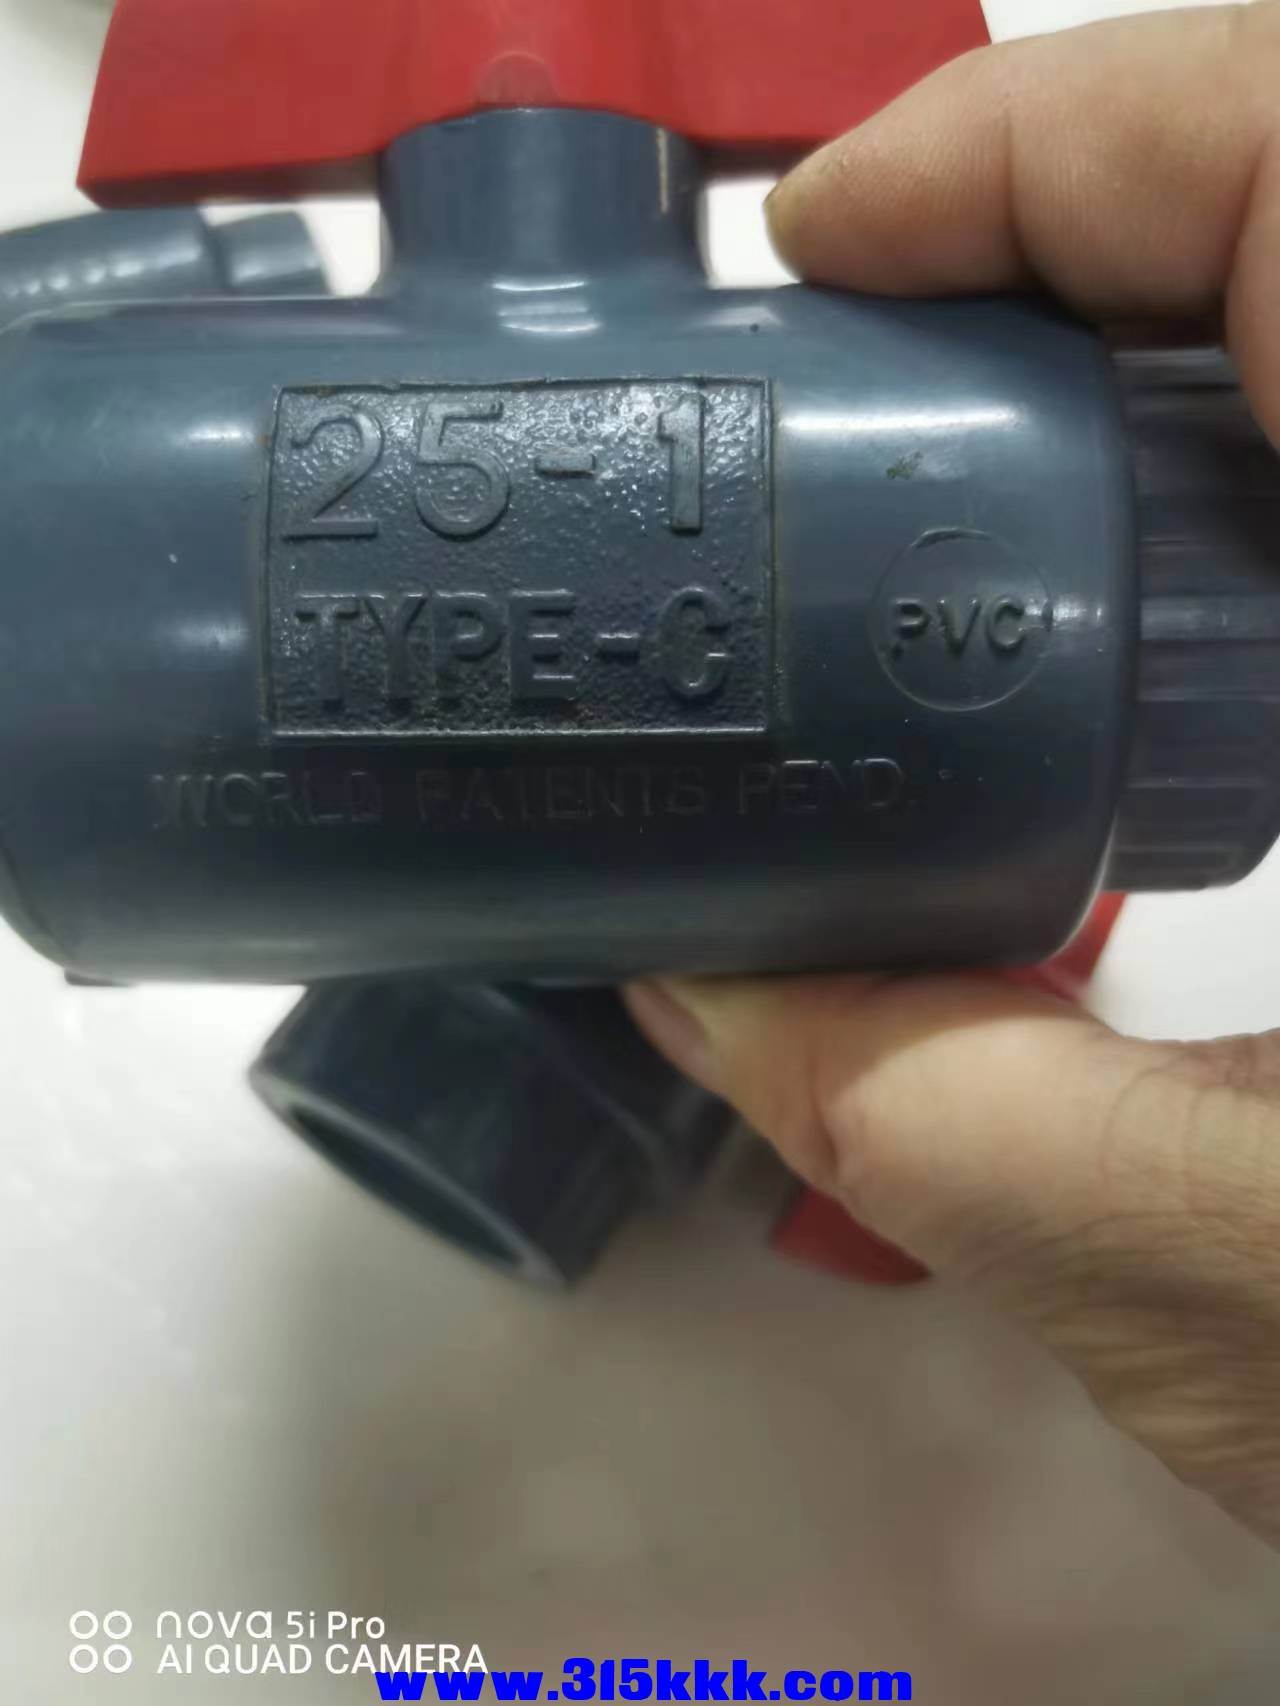 25-1
TYPE-C
PVC
WORLD PATENTS PEND.
nova 5i Pro
AI QUAD CAMERA
www.315kkk.com